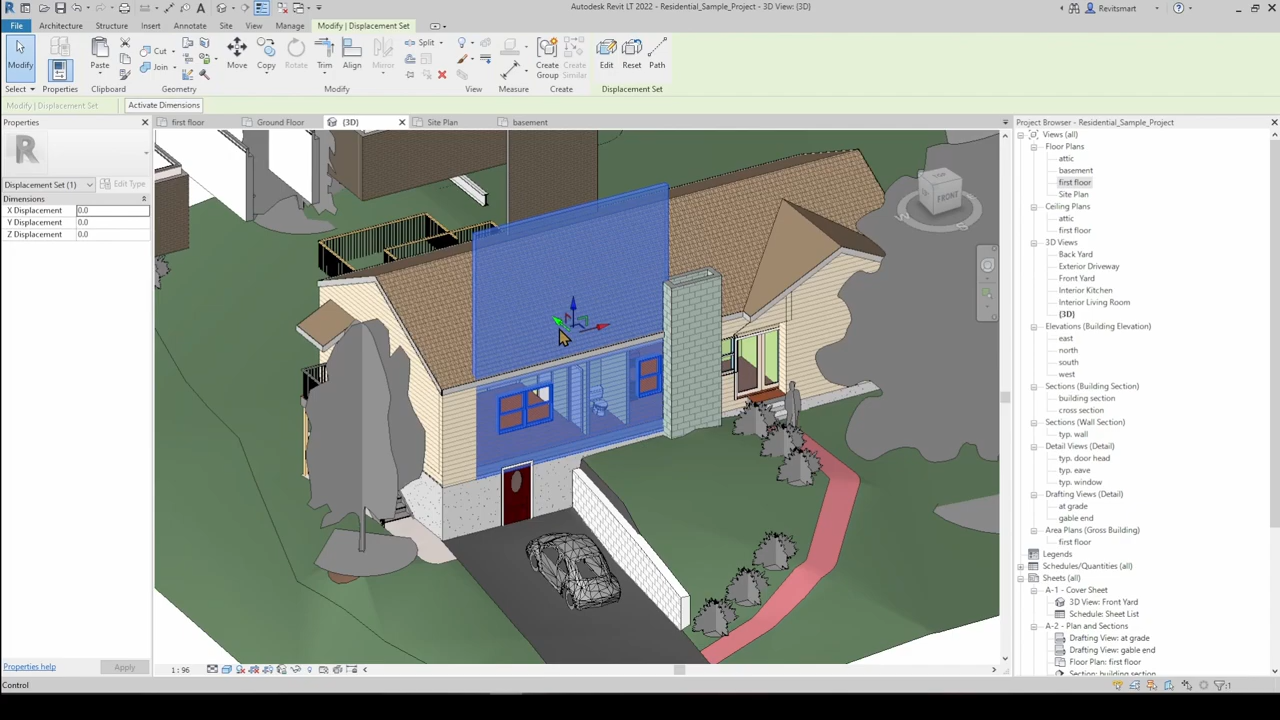 Autodesk Revit LT 2022 - Residential_Sample_Project - 3D View: {3D}
Revitsmart
File Architecture Structure Insert Annotate Site View Manage Modify | Displacement Set
Modify
Select
Properties
Paste
Clipboard
Cut
Join
Geometry
Move Copy Rotate Trim Align Mirror Split
Modify
View
Measure
Create Group
Create Similar
Create
Edit Reset Path
Displacement Set
Modify | Displacement Set
Activate Dimensions
Properties
R
Displacement Set (1)
Edit Type
Dimensions
X Displacement 0.0
Y Displacement 0.0
Z Displacement 0.0
Properties help
Apply
first floor
Ground Floor
{3D}
Site Plan
basement
TOP
FRONT
W
S
Project Browser - Residential_Sample_Project
Views (all)
Floor Plans
attic
basement
first floor
Site Plan
Ceiling Plans
attic
first floor
3D Views
Back Yard
Exterior Driveway
Front Yard
Interior Kitchen
Interior Living Room
{3D}
Elevations (Building Elevation)
east
north
south
west
Sections (Building Section)
building section
cross section
Sections (Wall Section)
typ. wall
Detail Views (Detail)
typ. door head
typ. eave
typ. window
Drafting Views (Detail)
at grade
gable end
Area Plans (Gross Building)
first floor
Legends
Schedules/Quantities (all)
Sheets (all)
A-1 - Cover Sheet
3D View: Front Yard
Schedule: Sheet List
A-2 - Plan and Sections
Drafting View: at grade
Drafting View: gable end
Floor Plan: first floor
Section: building section
1 : 96
Control
:1